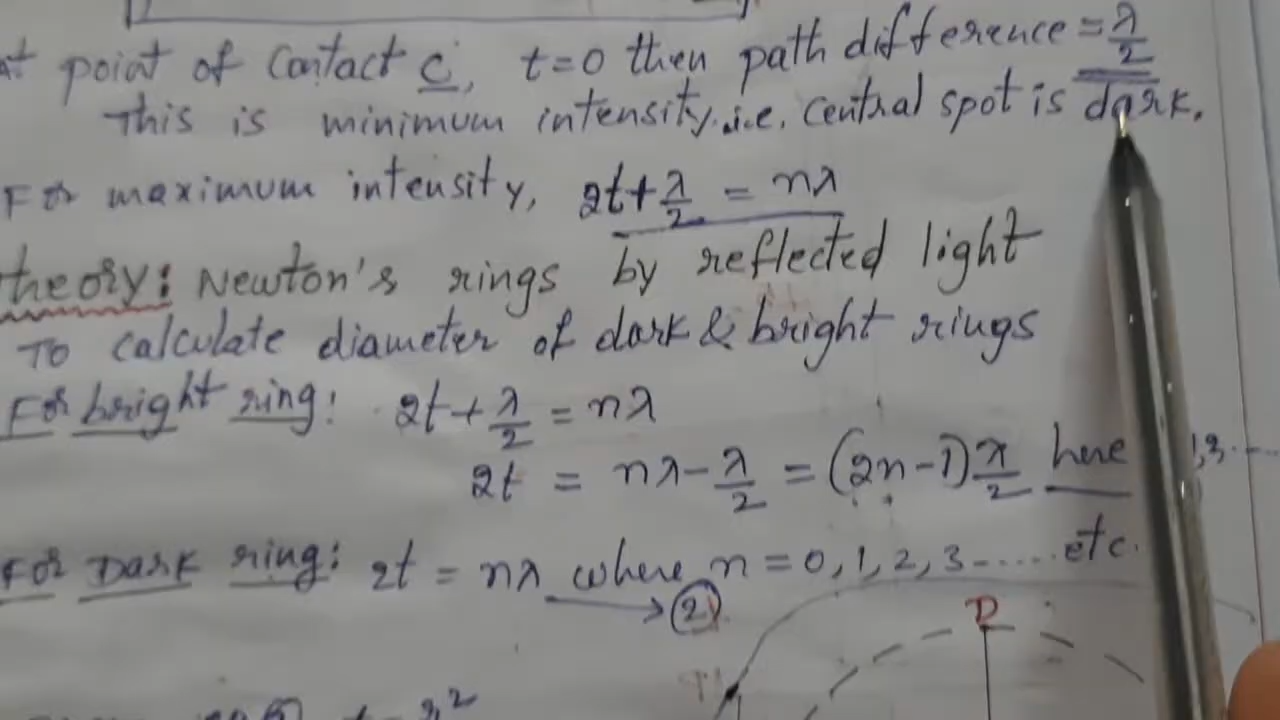 at point of Contact C, t=0 then path difference = λ/2
This is minimum intensity. i.e. Central spot is dark.
For maximum intensity, 2t+λ/2 = nλ
theory: Newton's rings by reflected light
To calculate diameter of dark & bright rings
For bright ring: 2t+λ/2 = nλ
2t = nλ-λ/2 = (2n-1)λ/2 here 1,2....
For Dark ring: 2t = nλ where n=0,1,2,3.....etc.
→ (2)
D